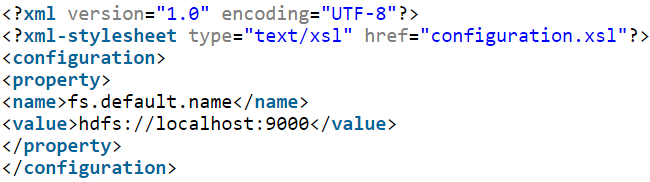 <?xml version="1.0" encoding="UTF-8"?>
<?xml-stylesheet type="text/xsl" href="configuration.xsl"?>
<configuration>
<property>
<name>fs.default.name</name>
<value>hdfs://localhost:9000</value>
</property>
</configuration>